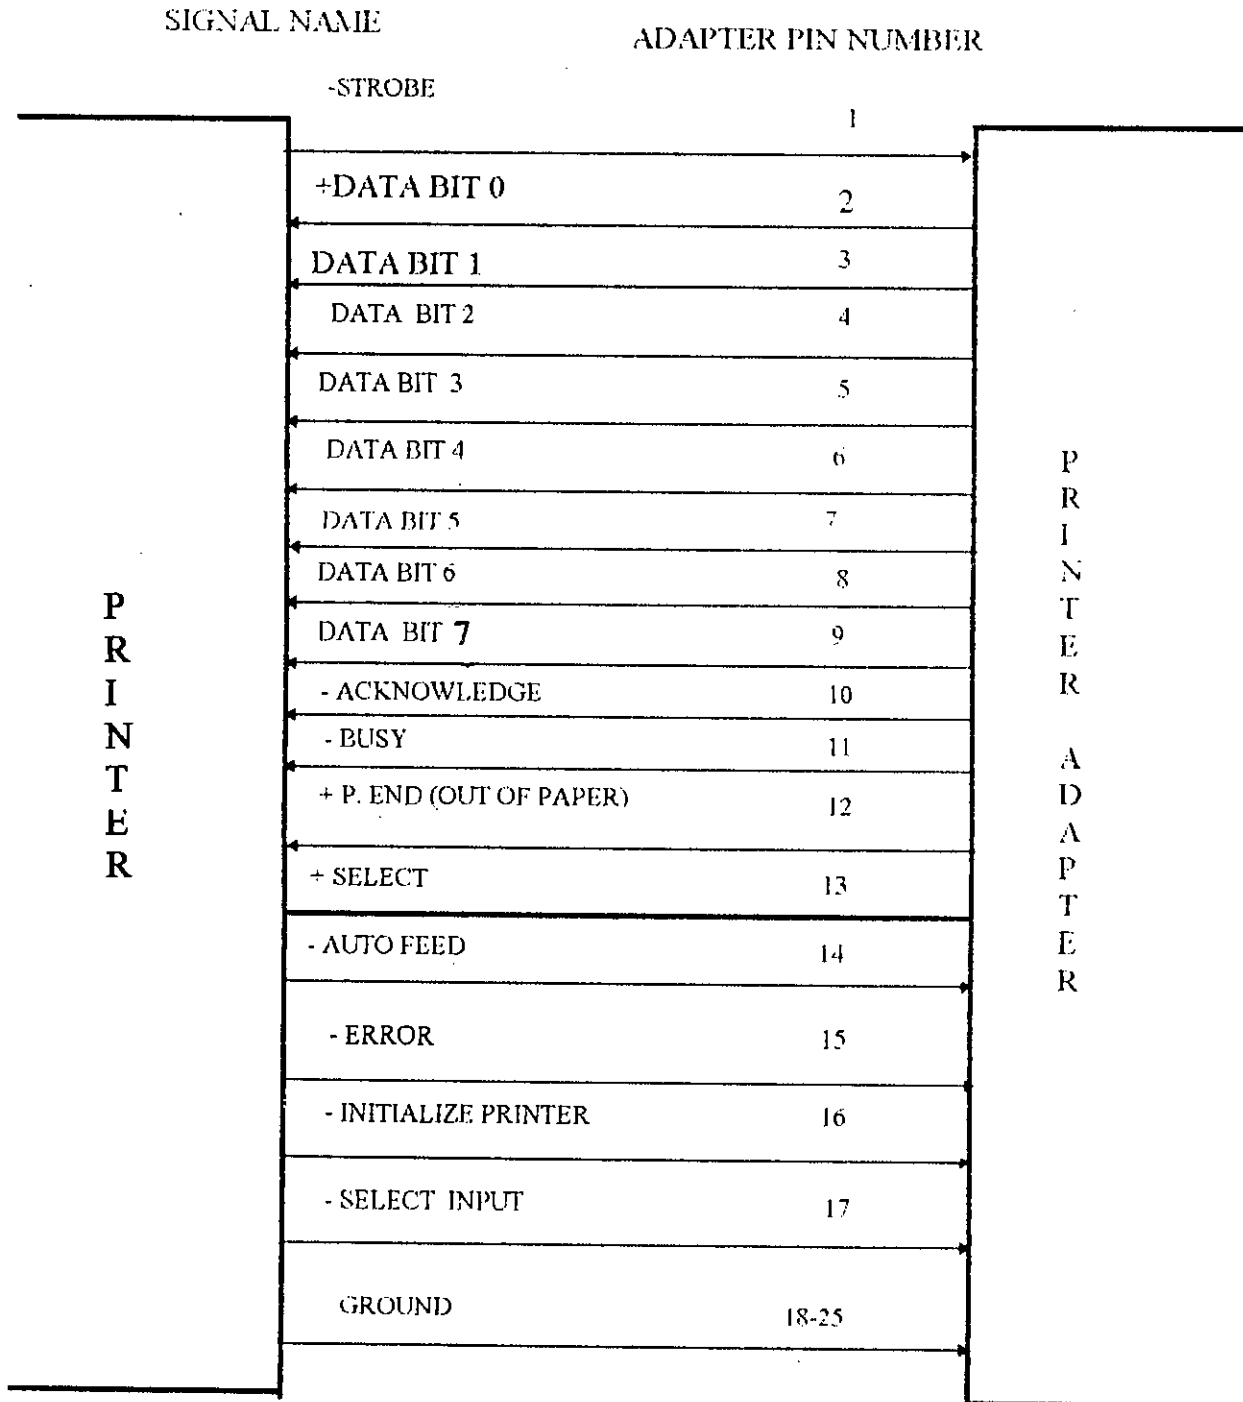 SIGNAL NAME
ADAPTER PIN NUMBER
-STROBE
1
+DATA BIT 0
2
DATA BIT 1
3
DATA BIT 2
4
DATA BIT 3
5
DATA BIT 4
6
DATA BIT 5
7
DATA BIT 6
8
DATA BIT 7
9
- ACKNOWLEDGE
10
- BUSY
11
+ P. END (OUT OF PAPER)
12
+ SELECT
13
- AUTO FEED
14
- ERROR
15
- INITIALIZE PRINTER
16
- SELECT INPUT
17
GROUND
18-25
PRINTER
PRINTER ADAPTER